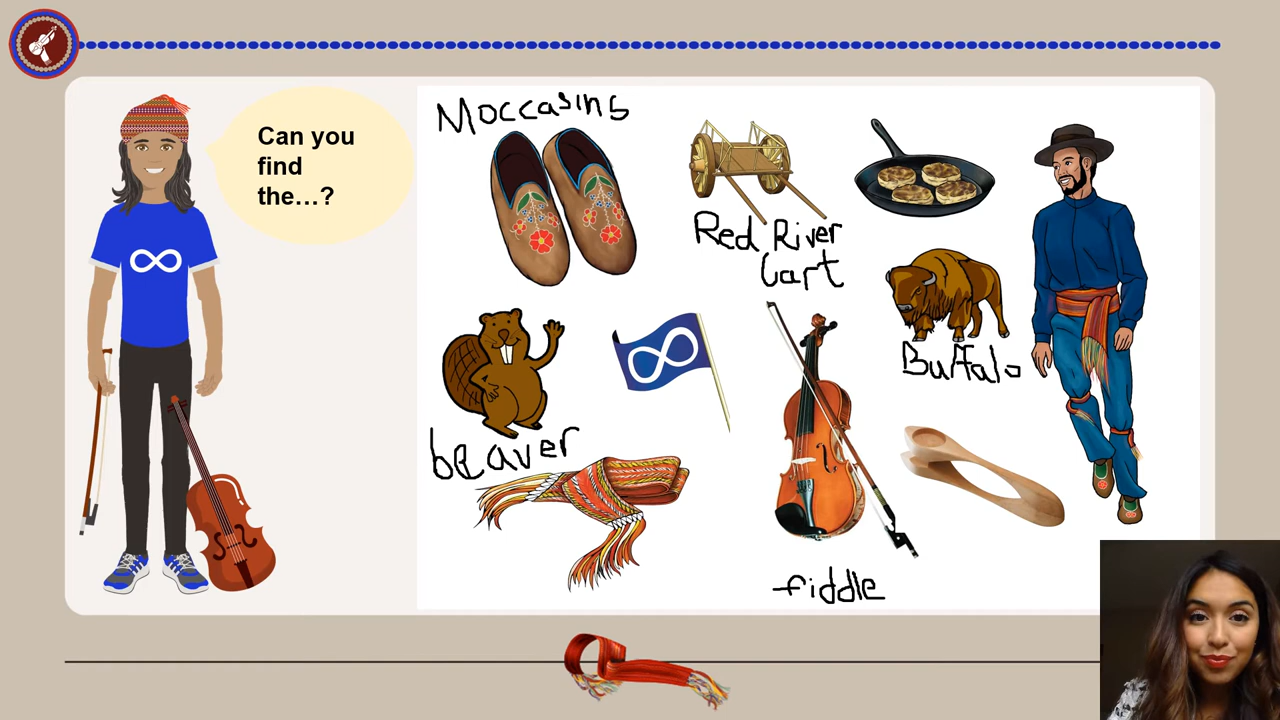 Can you
find
the...?
Moccasins
Red River
Cart
Buffalo
beaver
fiddle